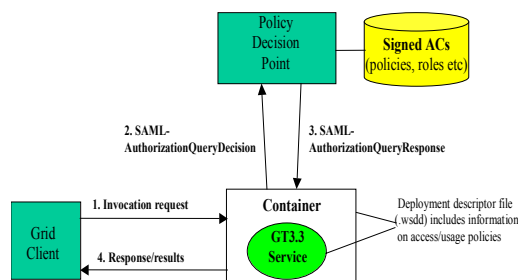 Policy
Decision
Point
Signed ACs
(policies, roles etc)
2. SAML-
AuthorizationQueryDecision
3. SAML-
AuthorizationQueryResponse
1. Invocation request
Container
Deployment descriptor file
(.wsdd) includes information
on access/usage policies
Grid
Client
GT3.3
Service
4. Response/results